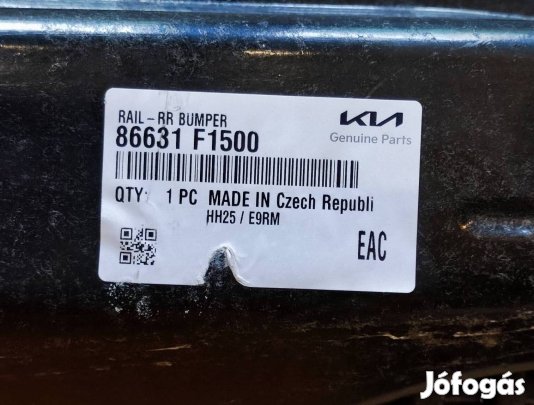 RAIL-RR BUMPER
86631 F1500
KIA
Genuine Parts
QTY: 1 PC MADE IN Czech Republi
HH25 / E9RM
EAC
Jófogás